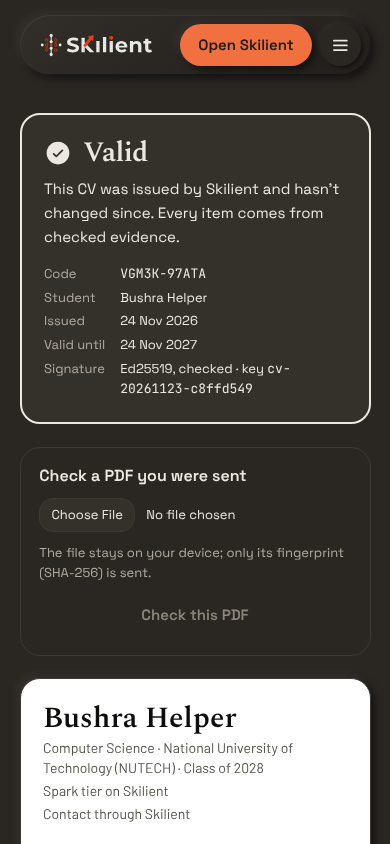 Skilient
Open Skilient
Valid
This CV was issued by Skilient and hasn't
changed since. Every item comes from
checked evidence.
Code VGM3K-97ATA
Student Bushra Helper
Issued 24 Nov 2026
Valid until 24 Nov 2027
Signature Ed25519, checked · key cv-
20261123-c8ffd549
Check a PDF you were sent
Choose File No file chosen
The file stays on your device; only its fingerprint
(SHA-256) is sent.
Check this PDF
Bushra Helper
Computer Science · National University of
Technology (NUTECH) · Class of 2028
Spark tier on Skilient
Contact through Skilient